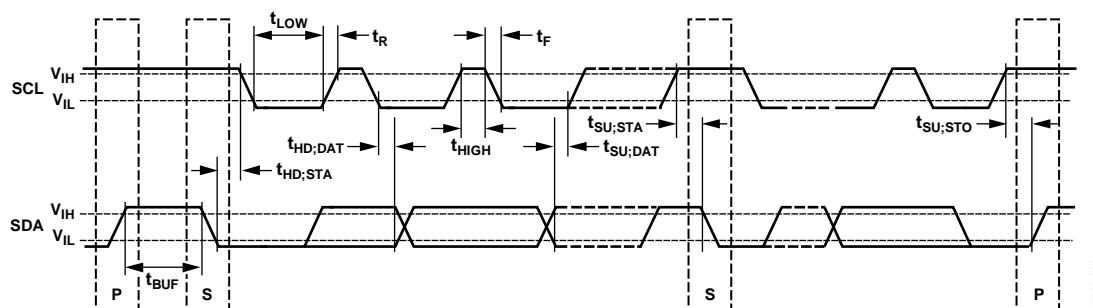 tLOW
tR
tF
VIH
SCL
VIL
tSU;STA
tSU;STO
tHD;DAT
tHIGH
tSU;DAT
tHD;STA
VIH
SDA
VIL
tBUF
P
S
S
P